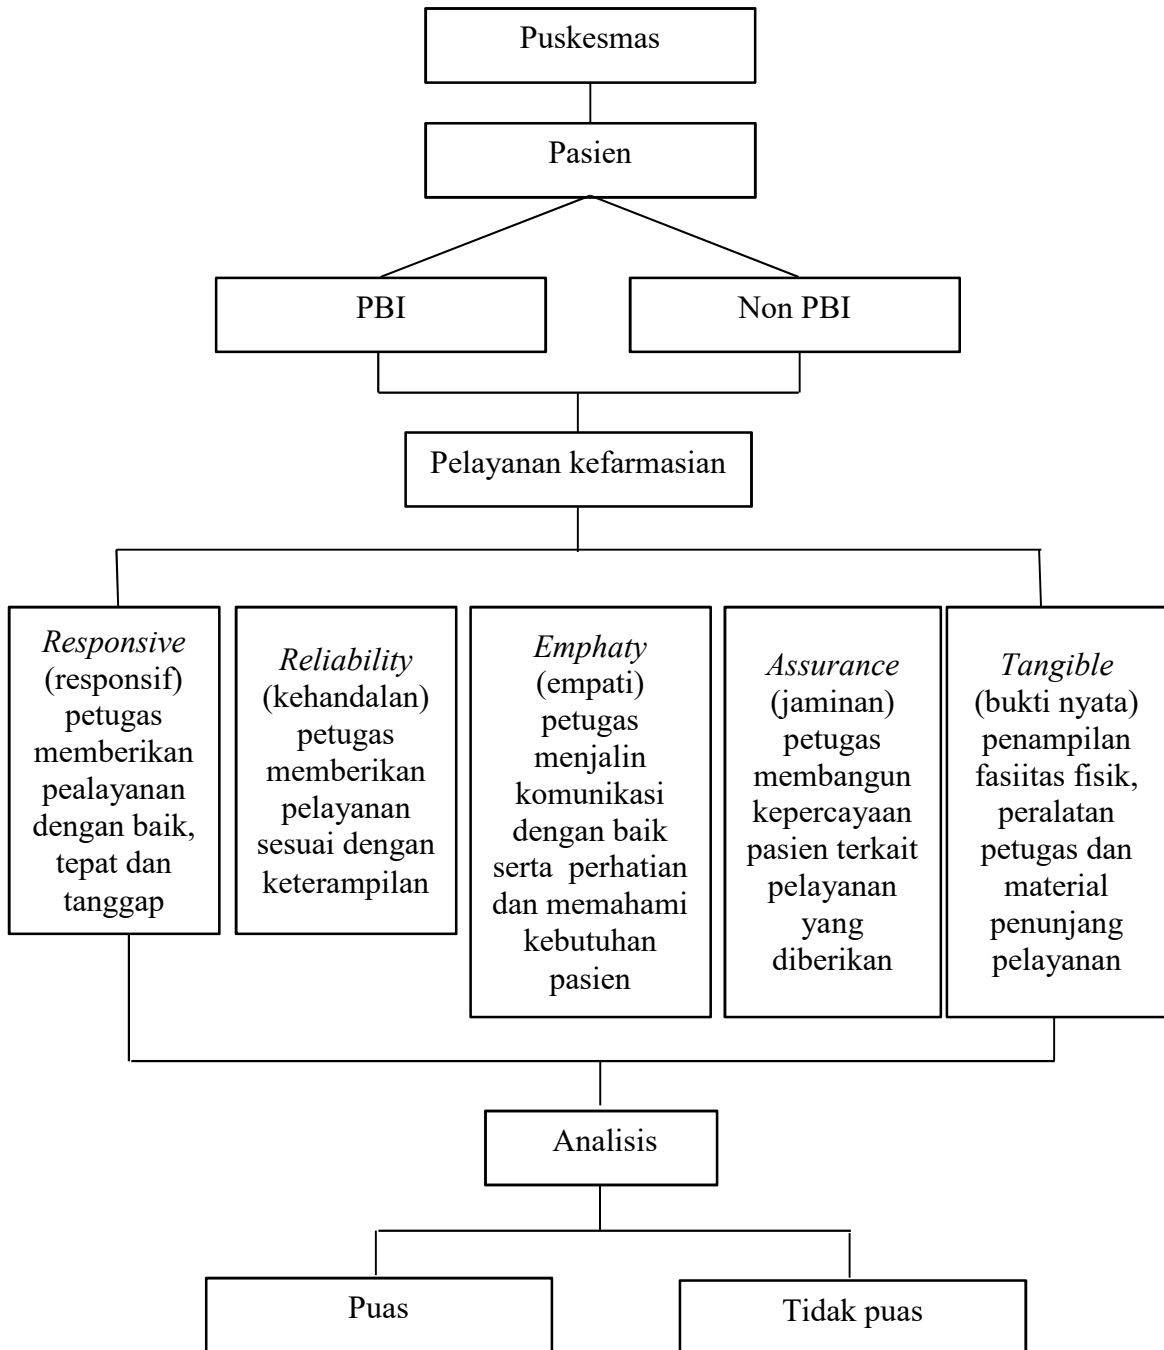 Puskesmas
Pasien
PBI
Non PBI
Pelayanan kefarmasian
Responsive
(responsif)
petugas
memberikan
pealayanan
dengan baik,
tepat dan
tanggap
Reliability
(kehandalan)
petugas
memberikan
pelayanan
sesuai dengan
keterampilan
Emphaty
(empati)
petugas
menjalin
komunikasi
dengan baik
serta perhatian
dan memahami
kebutuhan
pasien
Assurance
(jaminan)
petugas
membangun
kepercayaan
pasien terkait
pelayanan
yang
diberikan
Tangible
(bukti nyata)
penampilan
fasiitas fisik,
peralatan
petugas dan
material
penunjang
pelayanan
Analisis
Puas
Tidak puas